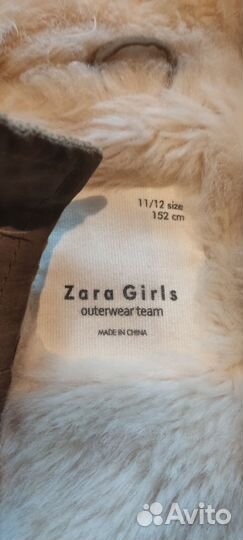 11/12 size
152 cm
Zara Girls
outerwear team
MADE IN CHINA
Avito